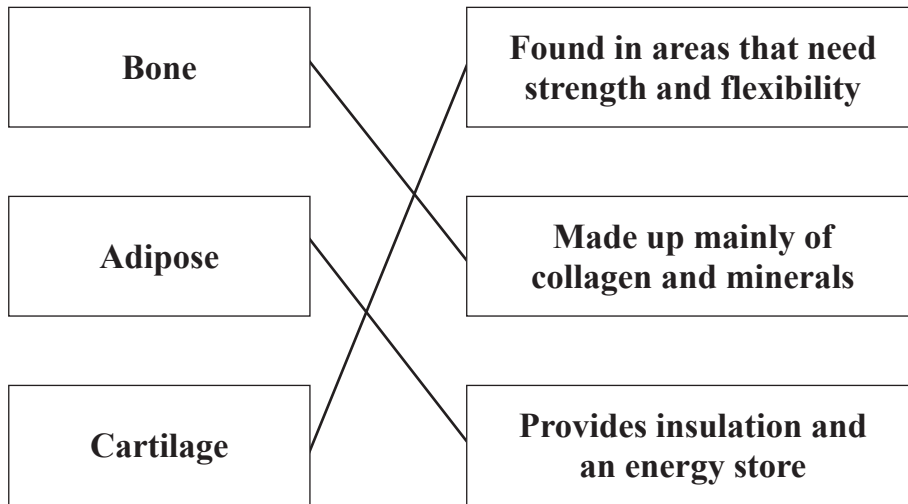 Bone
Found in areas that need
strength and flexibility
Adipose
Made up mainly of
collagen and minerals
Cartilage
Provides insulation and
an energy store